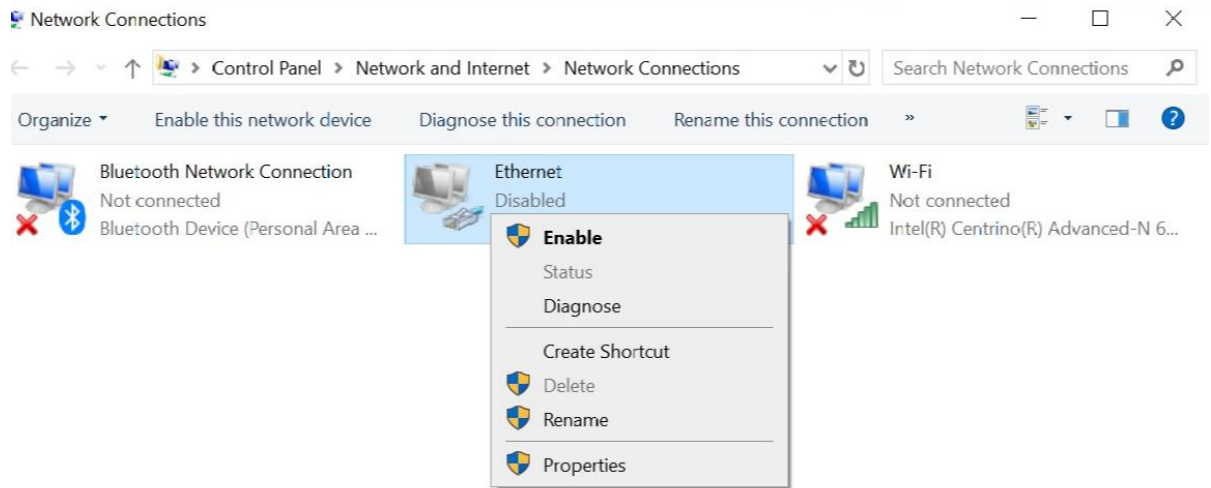 Network Connections
Control Panel > Network and Internet > Network Connections
Search Network Connections
Organize
Enable this network device
Diagnose this connection
Rename this connection
»
Bluetooth Network Connection
Not connected
Bluetooth Device (Personal Area ...
Ethernet
Disabled
Enable
Status
Diagnose
Create Shortcut
Delete
Rename
Properties
Wi-Fi
Not connected
Intel(R) Centrino(R) Advanced-N 6...